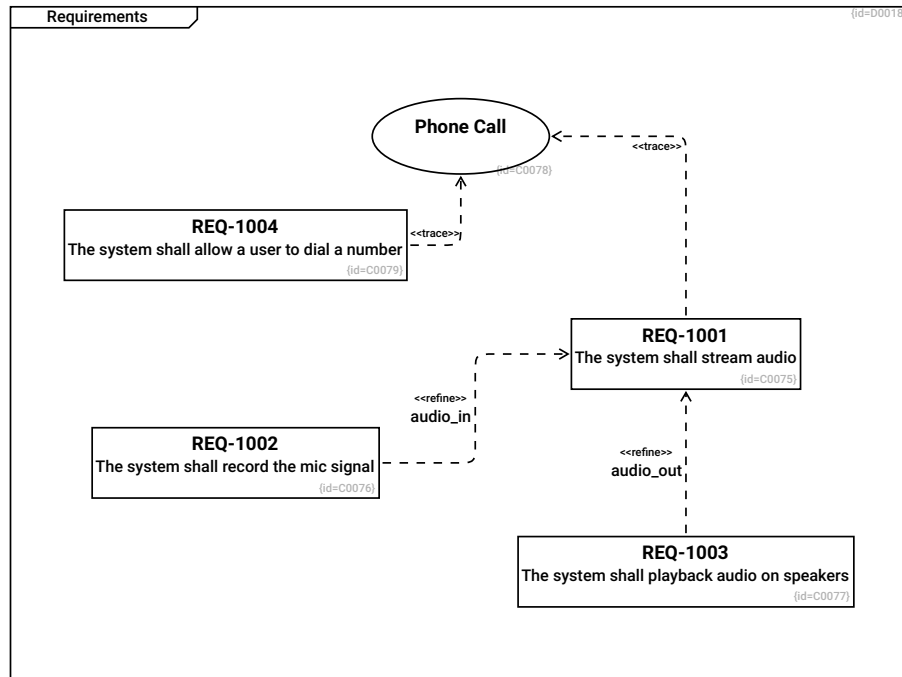 Requirements
{id=D0018
Phone Call
<<trace>>
{id=C0078}
REQ-1004
The system shall allow a user to dial a number
{id=C0079}
<<trace>>
REQ-1001
The system shall stream audio
{id=C0075}
<<refine>>
audio_in
REQ-1002
The system shall record the mic signal
{id=C0076}
<<refine>>
audio_out
REQ-1003
The system shall playback audio on speakers
{id=C0077}